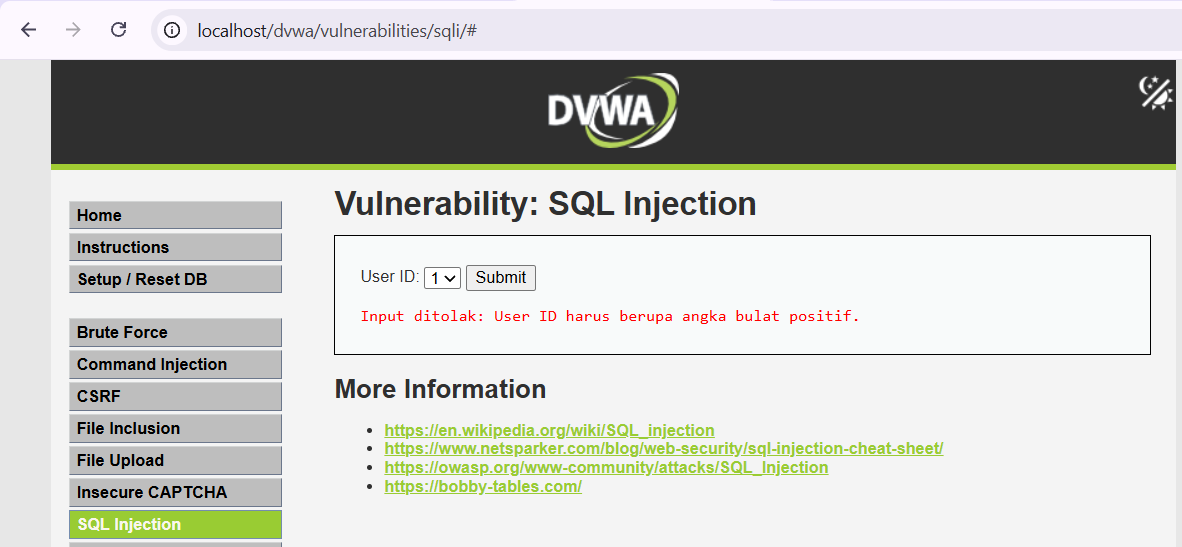 localhost/dvwa/vulnerabilities/sqli/#
DVWA
Home
Instructions
Setup / Reset DB
Brute Force
Command Injection
CSRF
File Inclusion
File Upload
Insecure CAPTCHA
SQL Injection
Vulnerability: SQL Injection
User ID: 1 Submit
Input ditolak: User ID harus berupa angka bulat positif.
More Information
https://en.wikipedia.org/wiki/SQL_injection
https://www.netsparker.com/blog/web-security/sql-injection-cheat-sheet/
https://owasp.org/www-community/attacks/SQL_Injection
https://bobby-tables.com/